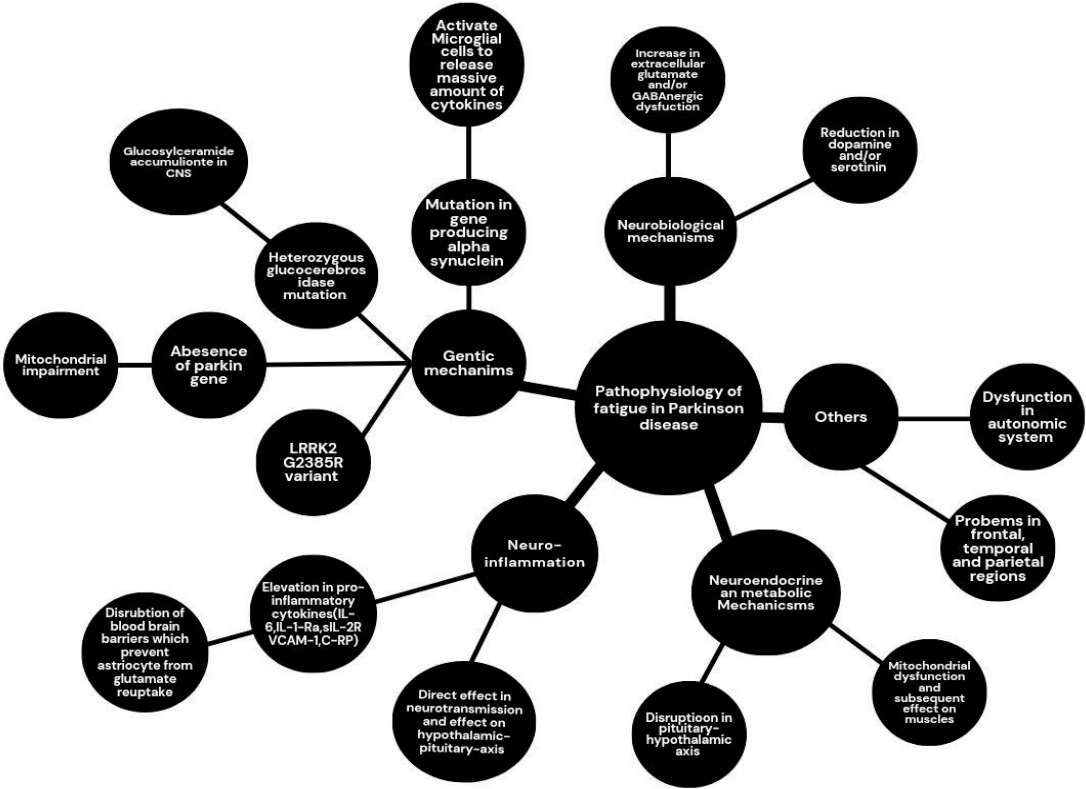 Activate
Microglial
cells to
release
massive
amount of
cytokines
Increase in
extracellular
glutamate
and/or
GABAnergic
dysfuction
Reduction in
dopamine
and/or
serotinin
Glucosylceramide
accumulionte in
CNS
Mutation in
gene
producing
alpha
synuclein
Neurobiological
mechanisms
Heterozygous
glucocerebros
idase
mutation
Mitochondrial
impairment
Abesence
of parkin
gene
Gentic
mechanims
Pathophysiology of
fatigue in Parkinson
disease
Others
Dysfunction
in
autonomic
system
LRRK2
G2385R
variant
Probems in
frontal,
temporal
and parietal
regions
Neuro-
inflammation
Neuroendocrine
an metabolic
Mechanicsms
Elevation in pro-
inflammatory
cytokines(IL-
6,IL-1-Ra,sIL-2R
VCAM-1,C-RP)
Disrubtion of
blood brain
barriers which
prevent
astriocyte from
glutamate
reuptake
Direct effect in
neurotransmission
and effect on
hypothalamic-
pituitary-axis
Disruptioon in
pituitary-
hypothalamic
axis
Mitochondrial
dysfunction
and
subsequent
effect on
muscles